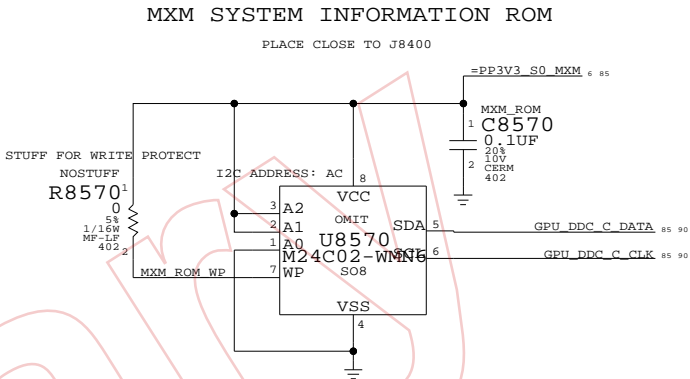 MXM SYSTEM INFORMATION ROM
PLACE CLOSE TO J8400
=PP3V3_S0_MXM 6 85
MXM_ROM
1 C8570
0.1UF
20%
10V
2 CERM
402
STUFF FOR WRITE PROTECT
NOSTUFF
R8570 1
0
5%
1/16W
MF-LF
402 2
I2C ADDRESS: AC 8
VCC
3 A2
OMIT
2 A1 SDA 5 GPU_DDC_C_DATA 85 90
U8570
1 A0 SCL 6 GPU_DDC_C_CLK 85 90
M24C02-WMN6
MXM_ROM_WP 7 WP SO8
VSS
4